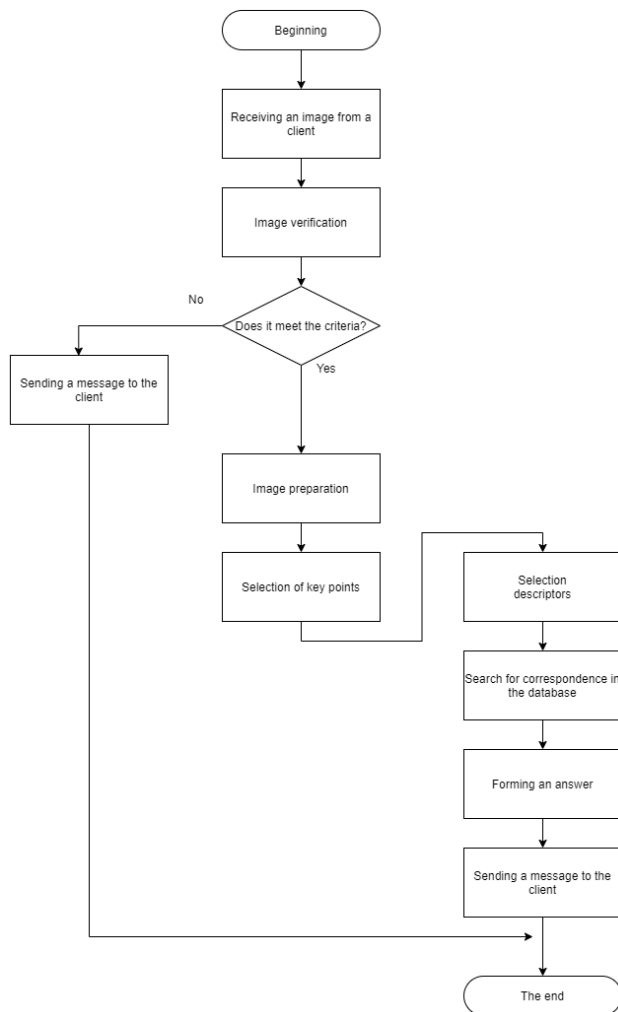 Beginning
Receiving an image from a
client
Image verification
No
Does it meet the criteria?
Yes
Sending a message to the
client
Image preparation
Selection of key points
Selection
descriptors
Search for correspondence in
the database
Forming an answer
Sending a message to the
client
The end